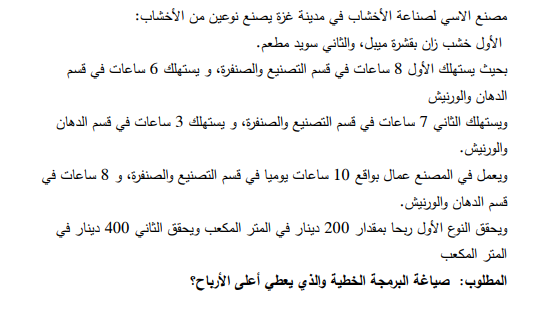 مصنع الاسي لصناعة الأخشاب في مدينة غزة يصنع نوعين من الأخشاب:
الأول خشب زان بقشرة ميبل، والثاني سويد مطعم.
بحيث يستهلك الأول 8 ساعات في قسم التصنيع والصنفرة، و يستهلك 6 ساعات في قسم
الدهان والورنيش
ويستهلك الثاني 7 ساعات في قسم التصنيع والصنفرة، و يستهلك 3 ساعات في قسم الدهان
والورنيش.
ويعمل في المصنع عمال بواقع 10 ساعات يوميا في قسم التصنيع والصنفرة، و 8 ساعات في
قسم الدهان والورنيش.
ويحقق النوع الأول ربحا بمقدار 200 دينار في المتر المكعب ويحقق الثاني 400 دينار في
المتر المكعب
المطلوب: صياغة البرمجة الخطية والذي يعطي أعلى الأرباح؟